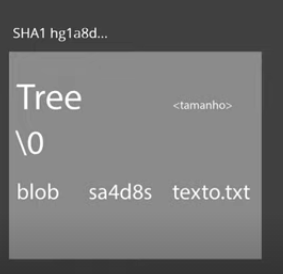 SHA1 hg1a8d...
Tree <tamanho>
\0
blob sa4d8s texto.txt